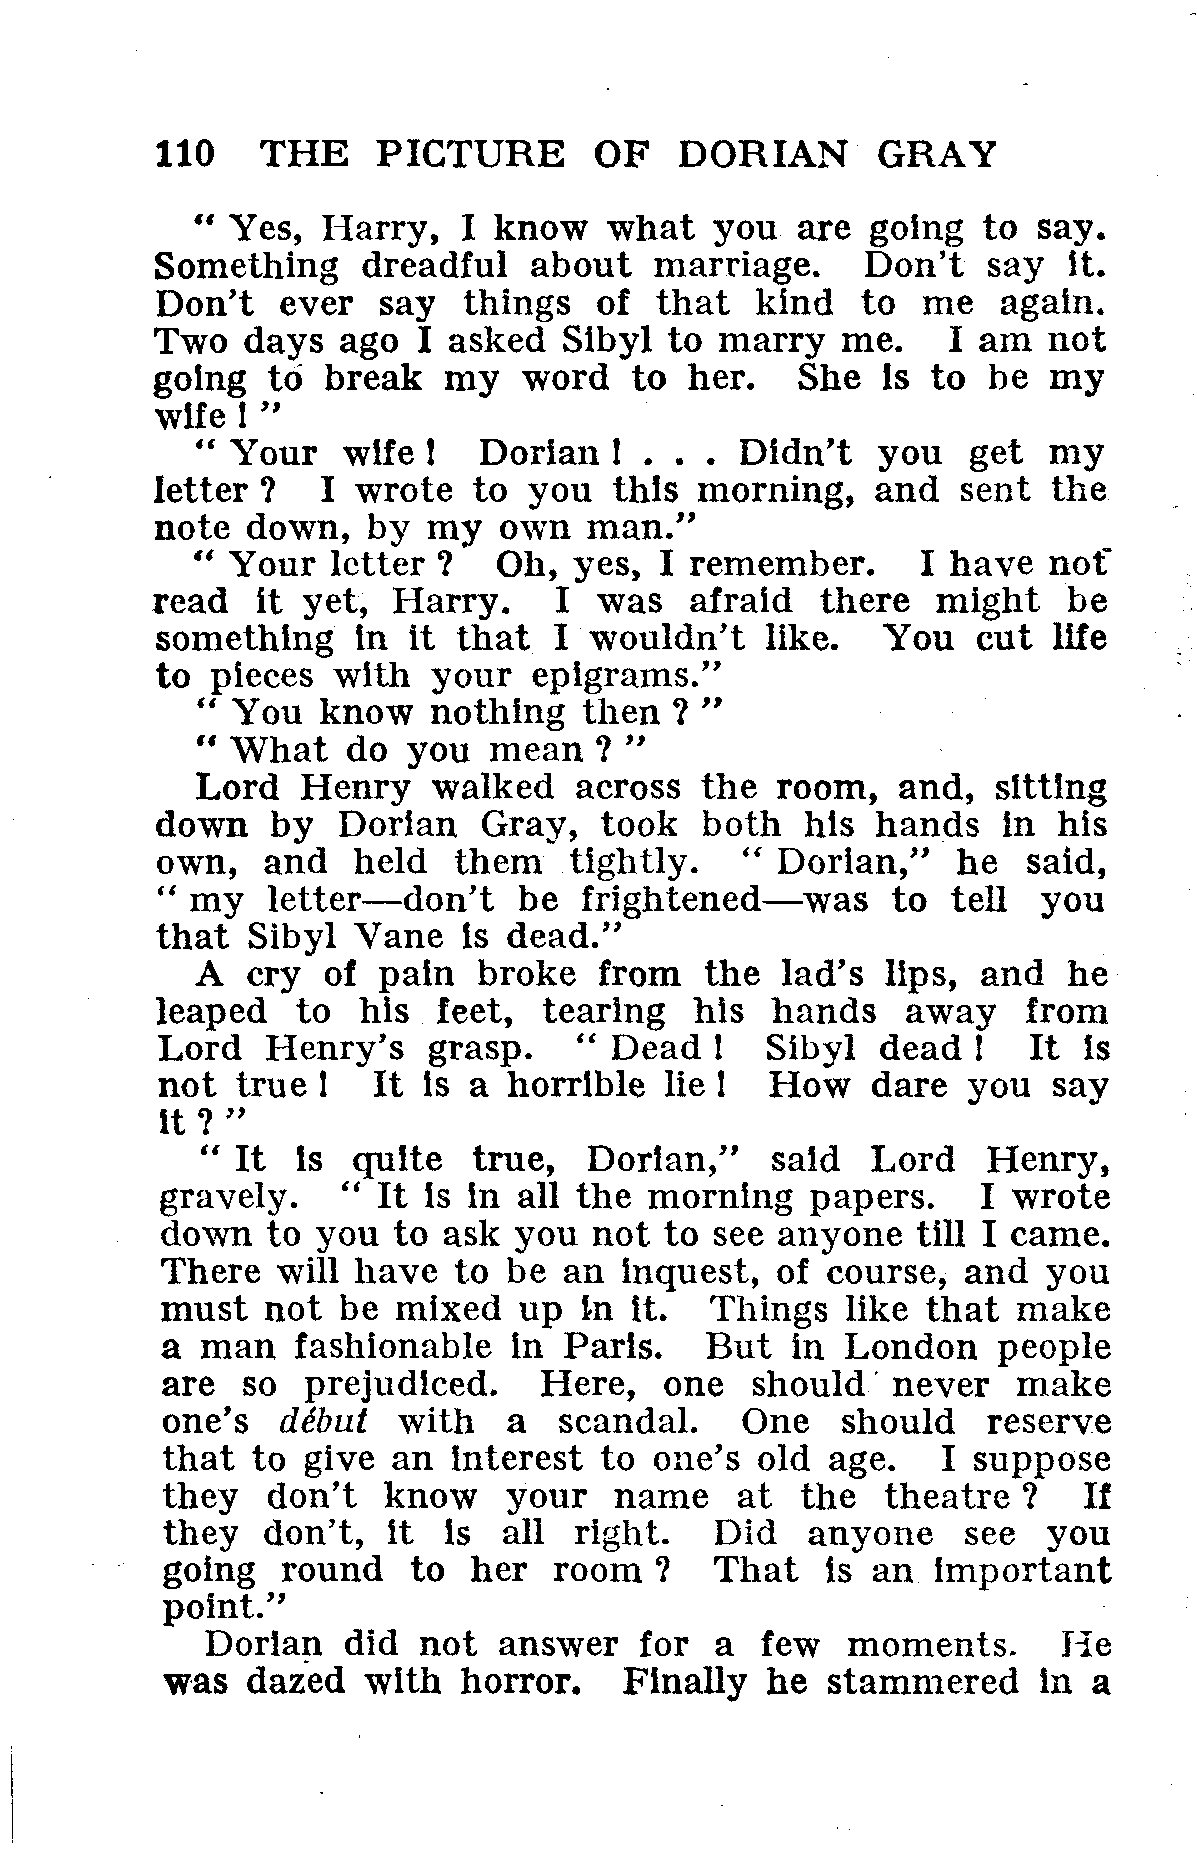 110 THE PICTURE OF DORIAN GRAY
“ Yes, Harry, I know what you are going to say.
Something dreadful about marriage. Don’t say it.
Don’t ever say things of that kind to me again.
Two days ago I asked Sibyl to marry me. I am not
going to break my word to her. She is to be my
wife ! ”
“ Your wife ! Dorian ! . . . Didn’t you get my
letter ? I wrote to you this morning, and sent the
note down, by my own man.”
“ Your letter ? Oh, yes, I remember. I have not
read it yet, Harry. I was afraid there might be
something in it that I wouldn’t like. You cut life
to pieces with your epigrams.”
“ You know nothing then ? ”
“ What do you mean ? ”
Lord Henry walked across the room, and, sitting
down by Dorian Gray, took both his hands in his
own, and held them tightly. “ Dorian,” he said,
“ my letter—don’t be frightened—was to tell you
that Sibyl Vane is dead.”
A cry of pain broke from the lad’s lips, and he
leaped to his feet, tearing his hands away from
Lord Henry’s grasp. “ Dead ! Sibyl dead ! It is
not true ! It is a horrible lie ! How dare you say
it ? ”
“ It is quite true, Dorian,” said Lord Henry,
gravely. “ It is in all the morning papers. I wrote
down to you to ask you not to see anyone till I came.
There will have to be an inquest, of course, and you
must not be mixed up in it. Things like that make
a man fashionable in Paris. But in London people
are so prejudiced. Here, one should never make
one’s début with a scandal. One should reserve
that to give an interest to one’s old age. I suppose
they don’t know your name at the theatre ? If
they don’t, it is all right. Did anyone see you
going round to her room ? That is an important
point.”
Dorian did not answer for a few moments. He
was dazed with horror. Finally he stammered in a